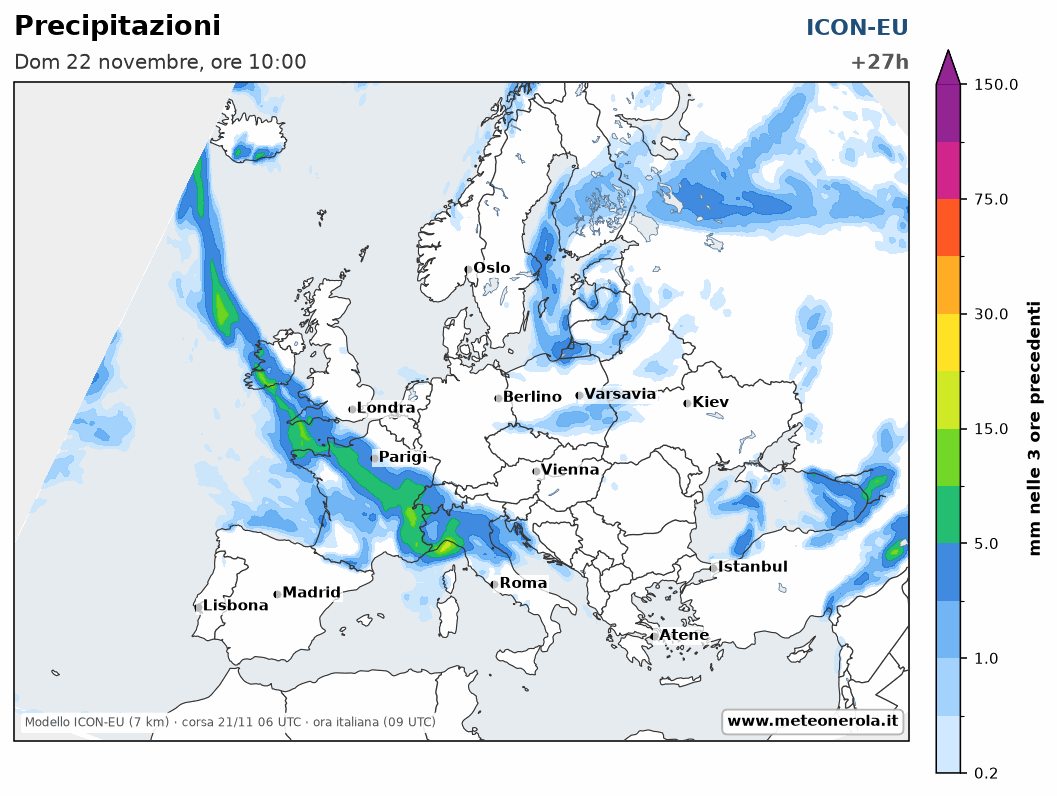 Precipitazioni
ICON-EU
Dom 22 novembre, ore 10:00
+27h
150.0
75.0
30.0
15.0
5.0
1.0
0.2
mm nelle 3 ore precedenti
Oslo
Berlino
Varsavia
Kiev
Londra
Parigi
Vienna
Istanbul
Roma
Madrid
Lisbona
Atene
Modello ICON-EU (7 km) · corsa 21/11 06 UTC · ora italiana (09 UTC)
www.meteonerola.it